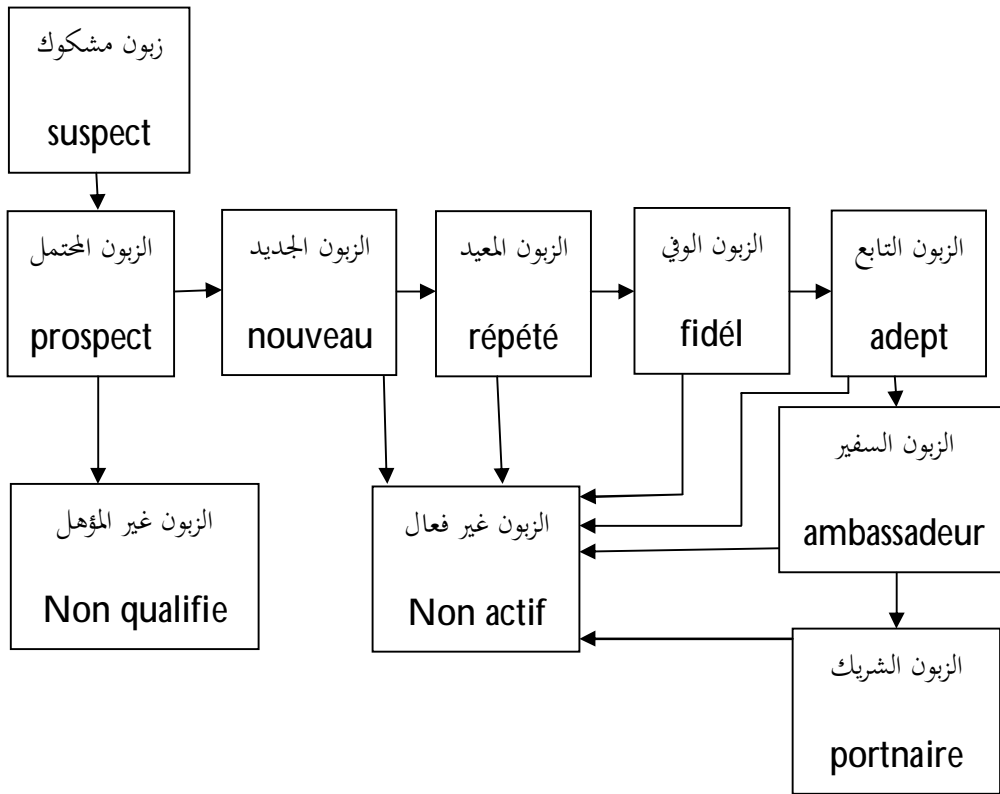 زبون مشكوك
suspect
الزبون المحتمل
prospect
الزبون الجديد
nouveau
الزبون المعيد
répété
الزبون الوفي
fidél
الزبون التابع
adept
الزبون السفير
ambassadeur
الزبون غير المؤهل
Non qualifie
الزبون غير فعال
Non actif
الزبون الشريك
portnaire